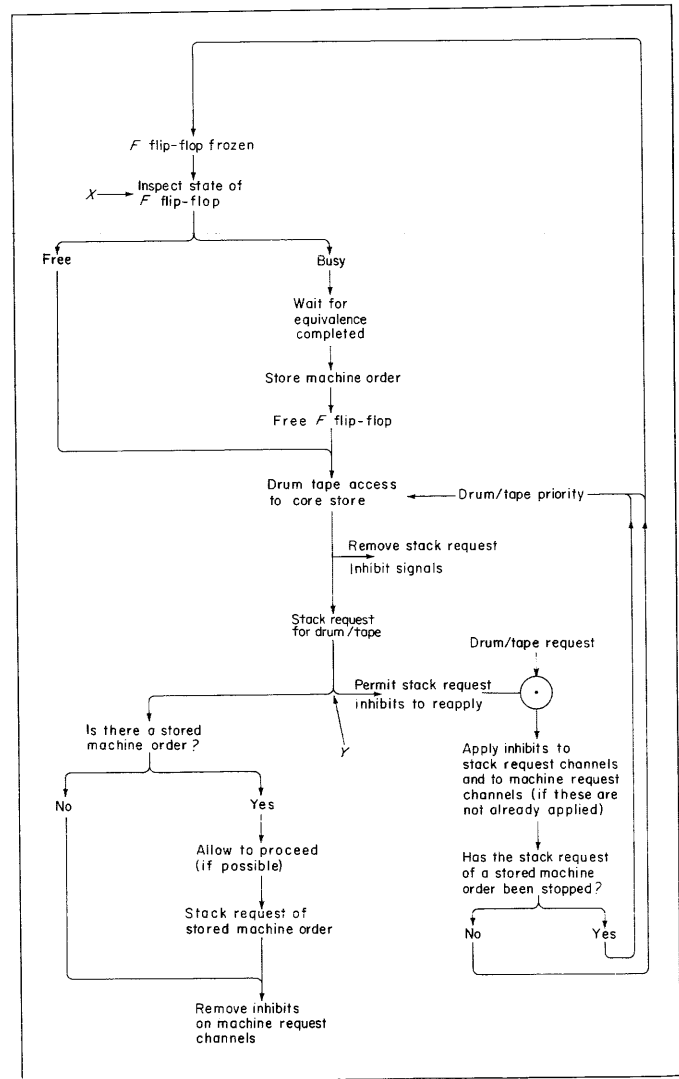 F flip-flop frozen
X
Inspect state of
F flip-flop
Free
Busy
Wait for
equivalence
completed
Store machine order
Free F flip-flop
Drum tape access
to core store
Drum/tape priority
Remove stack request
Inhibit signals
Stack request
for drum/tape
Drum/tape request
Permit stack request
inhibits to reapply
Y
Is there a stored
machine order?
No
Yes
Allow to proceed
(if possible)
Stack request of
stored machine order
Remove inhibits
on machine request
channels
Apply inhibits to
stack request channels
and to machine request
channels (if these are
not already applied)
Has the stack request
of a stored machine
order been stopped?
No
Yes